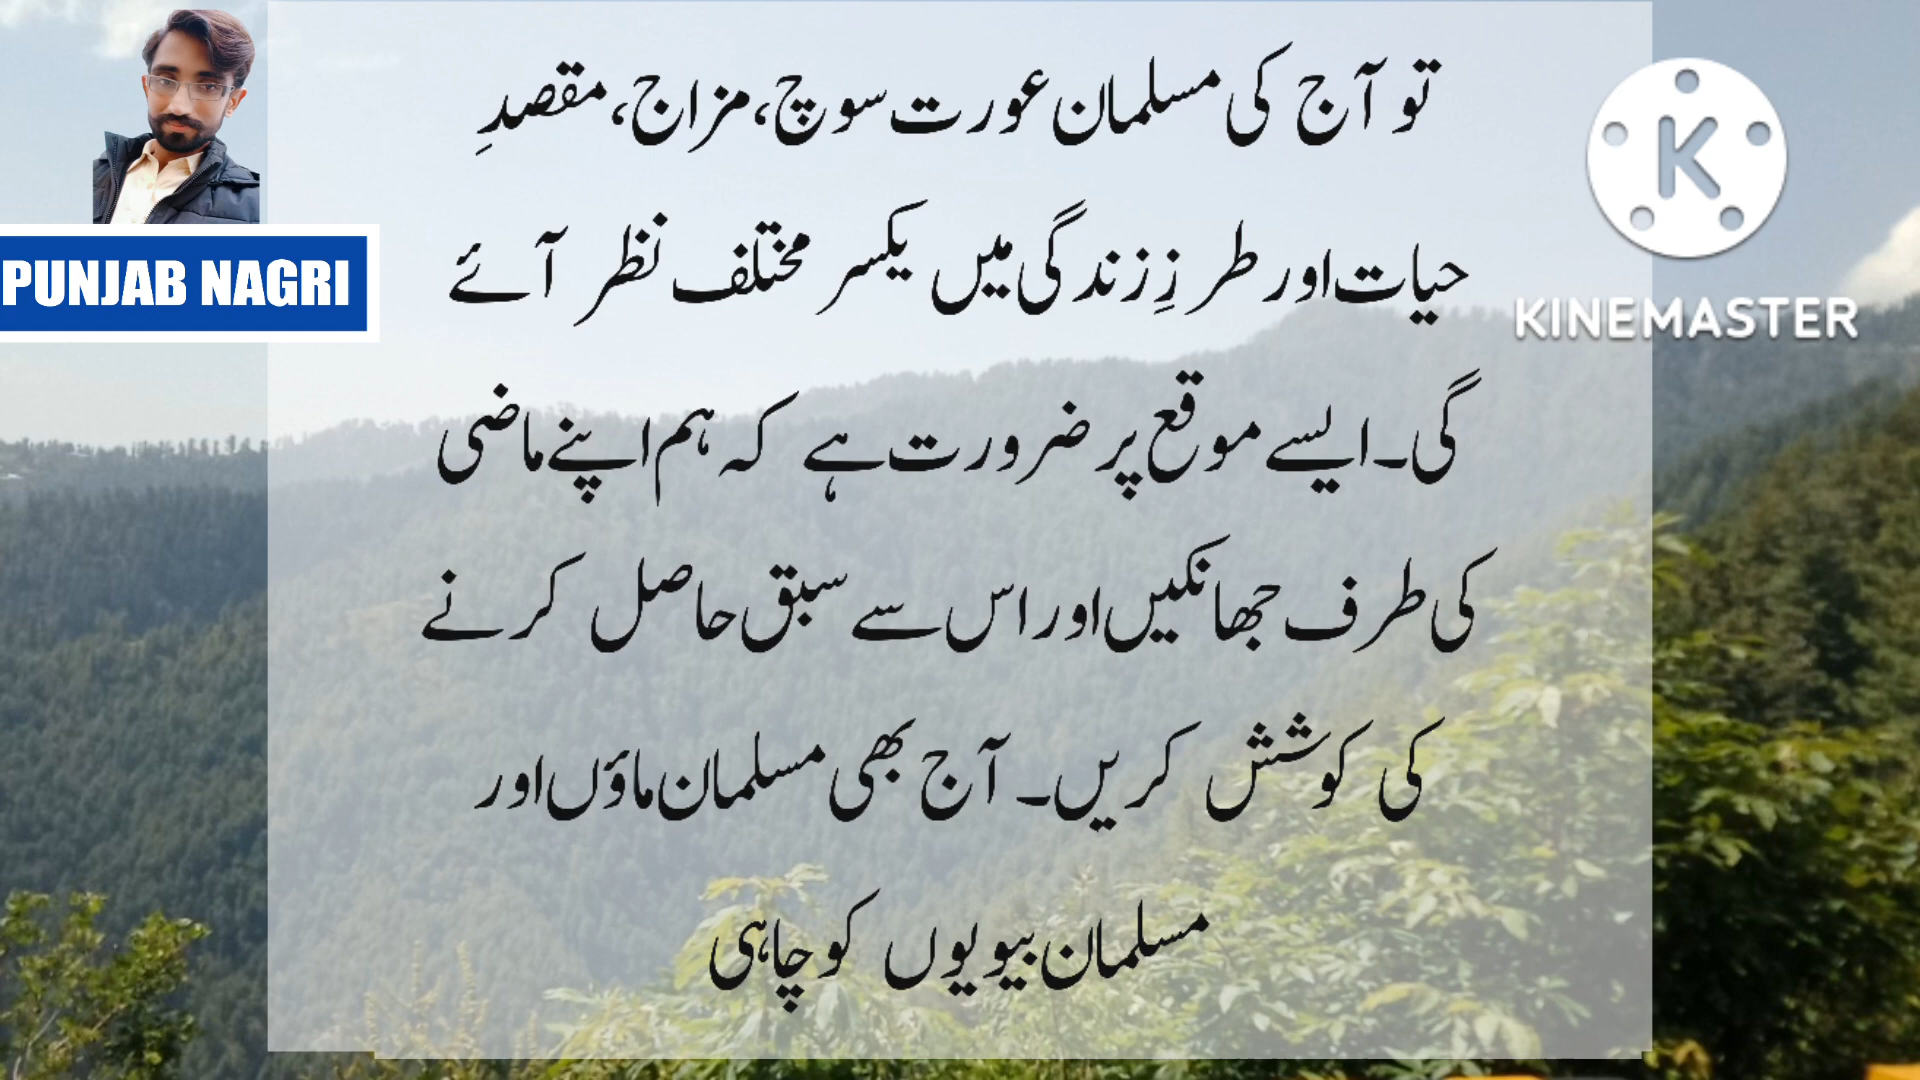 تو آج کی مسلمان عورت سوچ، مزاج، مقصدِ
حیات اور طرزِ زندگی میں یکسر مختلف نظر آئے
گی۔ ایسے موقع پر ضرورت ہے کہ ہم اپنے ماضی
کی طرف جھانکیں اور اس سے سبق حاصل کرنے
کی کوشش کریں۔ آج بھی مسلمان ماؤں اور
مسلمان بیویوں کو چاہی
PUNJAB NAGRI
K
KINEMASTER